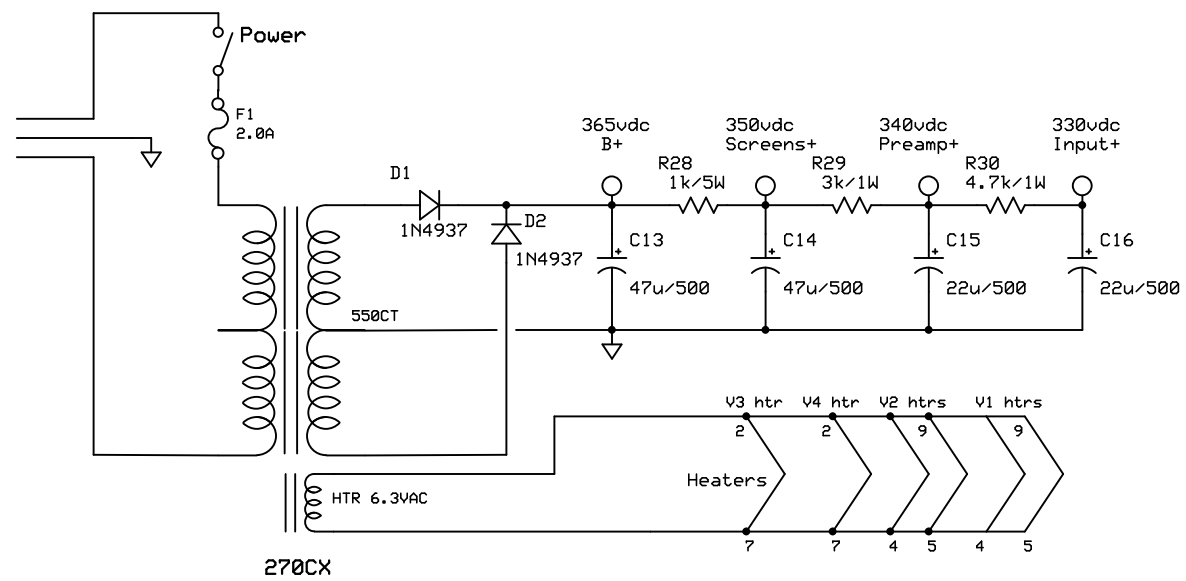 Power
F1
2.0A
365vdc
B+
350vdc
Screens+
340vdc
Preamp+
330vdc
Input+
R28
1k/5W
R29
3k/1W
R30
4.7k/1W
D1
1N4937
D2
1N4937
C13
47u/500
C14
47u/500
C15
22u/500
C16
22u/500
550CT
V3 htr
V4 htr
V2 htrs
V1 htrs
2
2
9
9
Heaters
HTR 6.3VAC
7
7
4
5
4
5
270CX